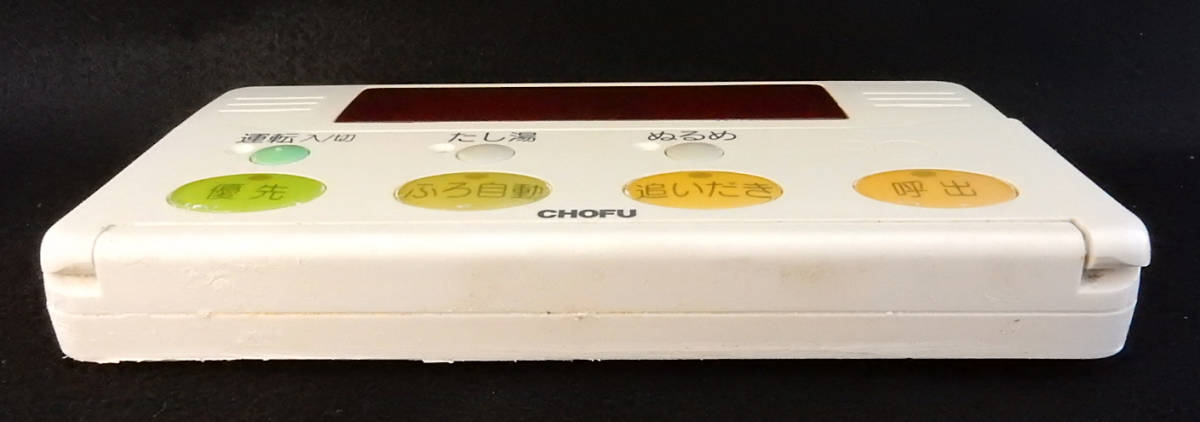 運転入/切 たし湯 ぬるめ
優先 ふろ自動 追いだき 呼出
CHOFU